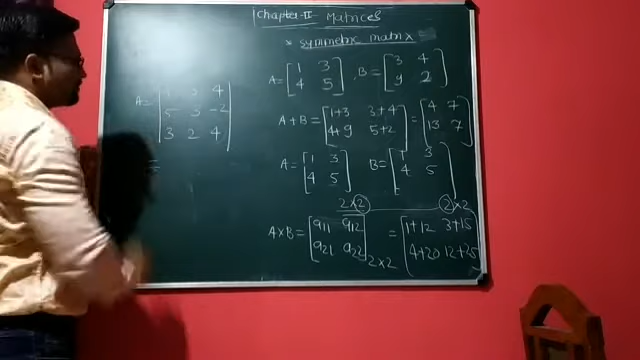 Chapter-II- Matrices
* symmetric matrix
A = [1 3
4 5] , B = [3 4
9 2]
A + B = [1+3 3+4
4+9 5+2] = [4 7
13 7]
A = [1 3
4 5] B = [1 3
4 5]
2×2 2×2
A×B = [a11 a12
a21 a22] 2×2 = [1+12 3+15
4+20 12+25]
A = | 3 4
5 3 -2
3 2 4 |
=